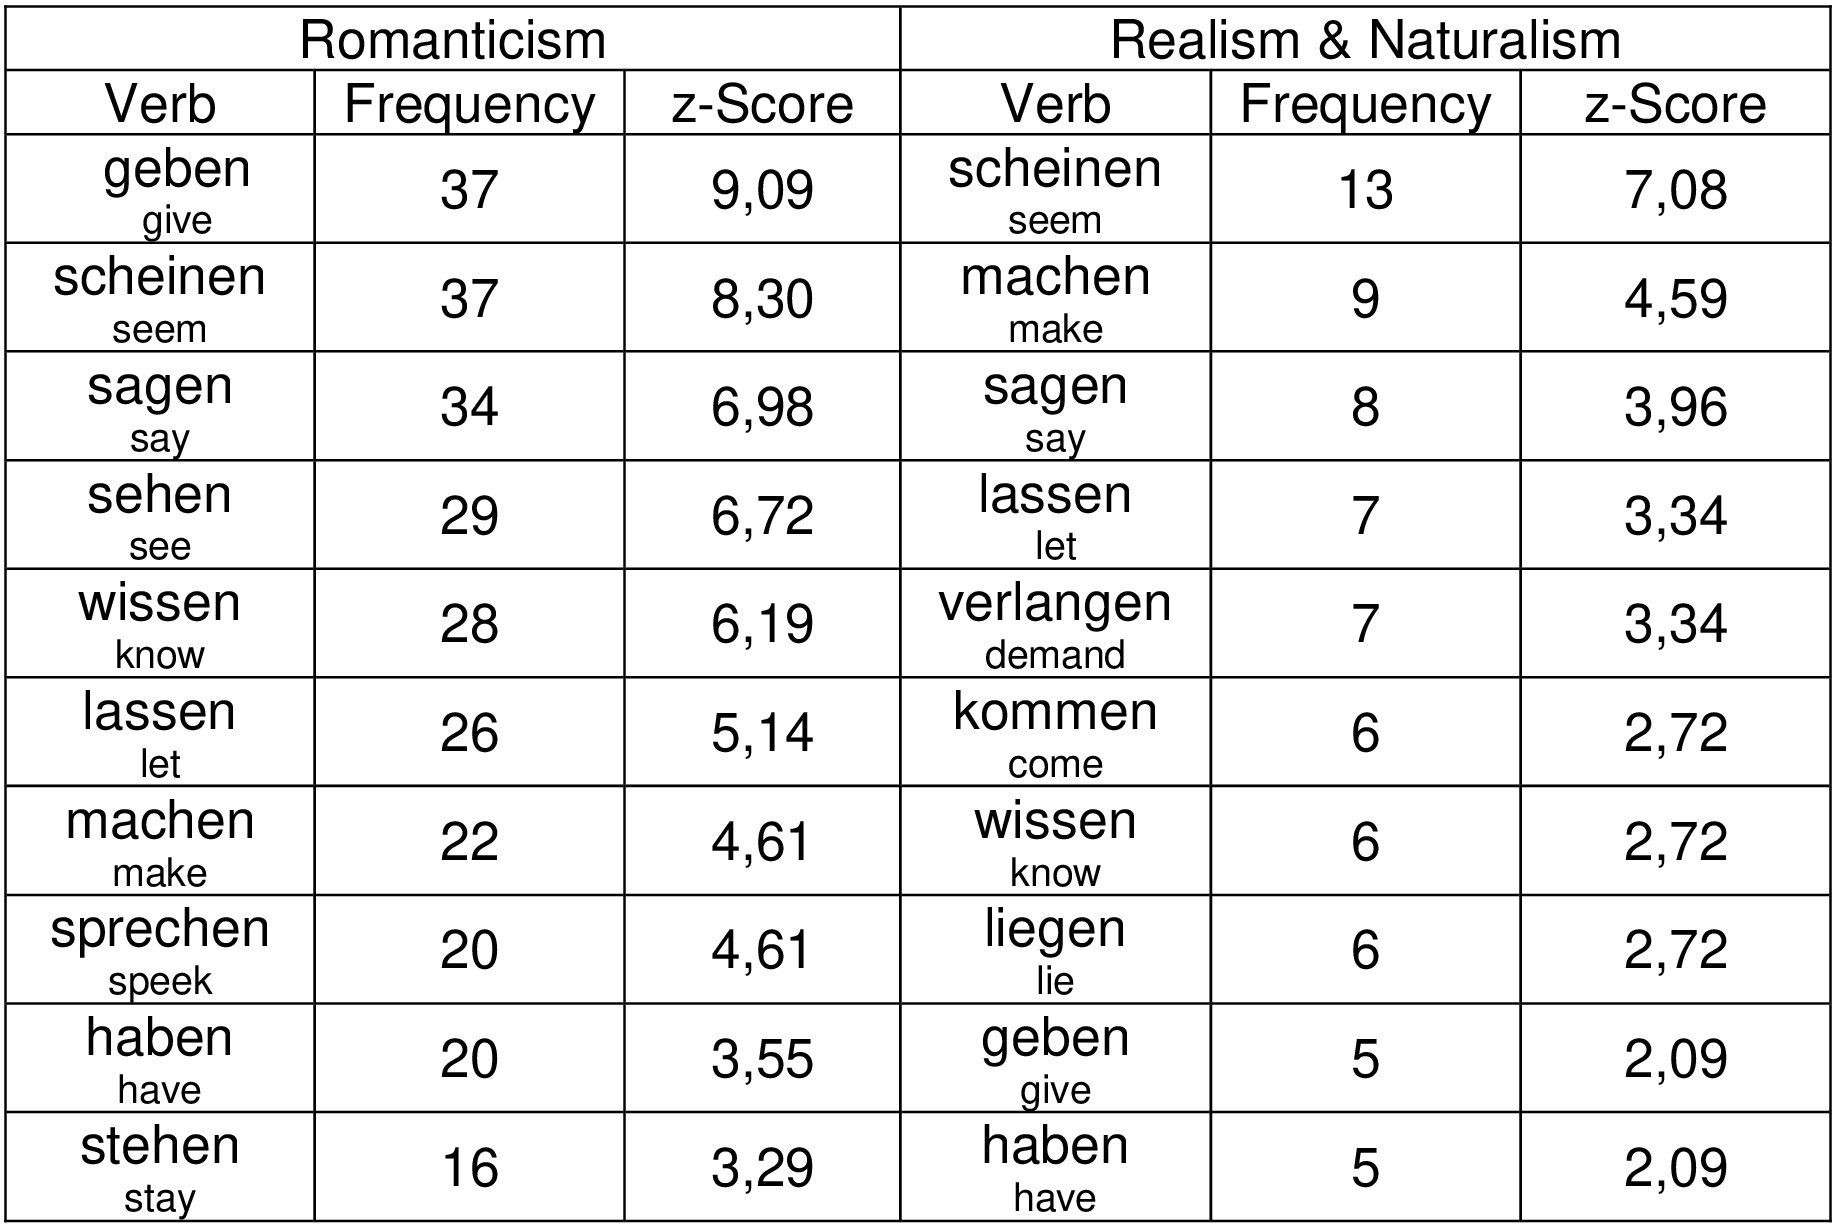 Romanticism Realism & Naturalism
Verb Frequency z-Score Verb Frequency z-Score
geben 37 9,09 scheinen 13 7,08
give seem
scheinen 37 8,30 machen 9 4,59
seem make
sagen 34 6,98 sagen 8 3,96
say say
sehen 29 6,72 lassen 7 3,34
see let
wissen 28 6,19 verlangen 7 3,34
know demand
lassen 26 5,14 kommen 6 2,72
let come
machen 22 4,61 wissen 6 2,72
make know
sprechen 20 4,61 liegen 6 2,72
speek lie
haben 20 3,55 geben 5 2,09
have give
stehen 16 3,29 haben 5 2,09
stay have